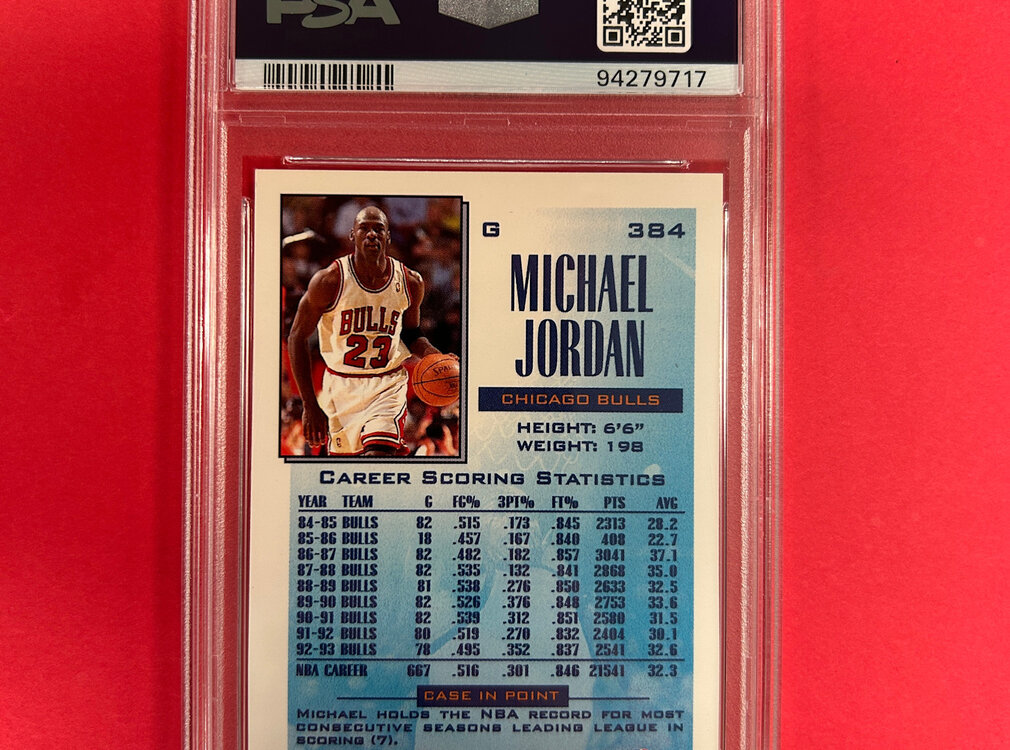 PSA
94279717
G 384
MICHAEL
JORDAN
CHICAGO BULLS
HEIGHT: 6'6"
WEIGHT: 198
BULLS
23
CAREER SCORING STATISTICS
YEAR TEAM G FG% 3PT% FT% PTS AVG
84-85 BULLS 82 .515 .173 .845 2313 28.2
85-86 BULLS 18 .457 .167 .840 408 22.7
86-87 BULLS 82 .482 .182 .857 3041 37.1
87-88 BULLS 82 .535 .132 .841 2868 35.0
88-89 BULLS 81 .538 .276 .850 2633 32.5
89-90 BULLS 82 .526 .376 .848 2753 33.6
90-91 BULLS 82 .539 .312 .851 2580 31.5
91-92 BULLS 80 .519 .270 .832 2404 30.1
92-93 BULLS 78 .495 .352 .837 2541 32.6
NBA CAREER 667 .516 .301 .846 21541 32.3
CASE IN POINT
MICHAEL HOLDS THE NBA RECORD FOR MOST
CONSECUTIVE SEASONS LEADING LEAGUE IN
SCORING (7).